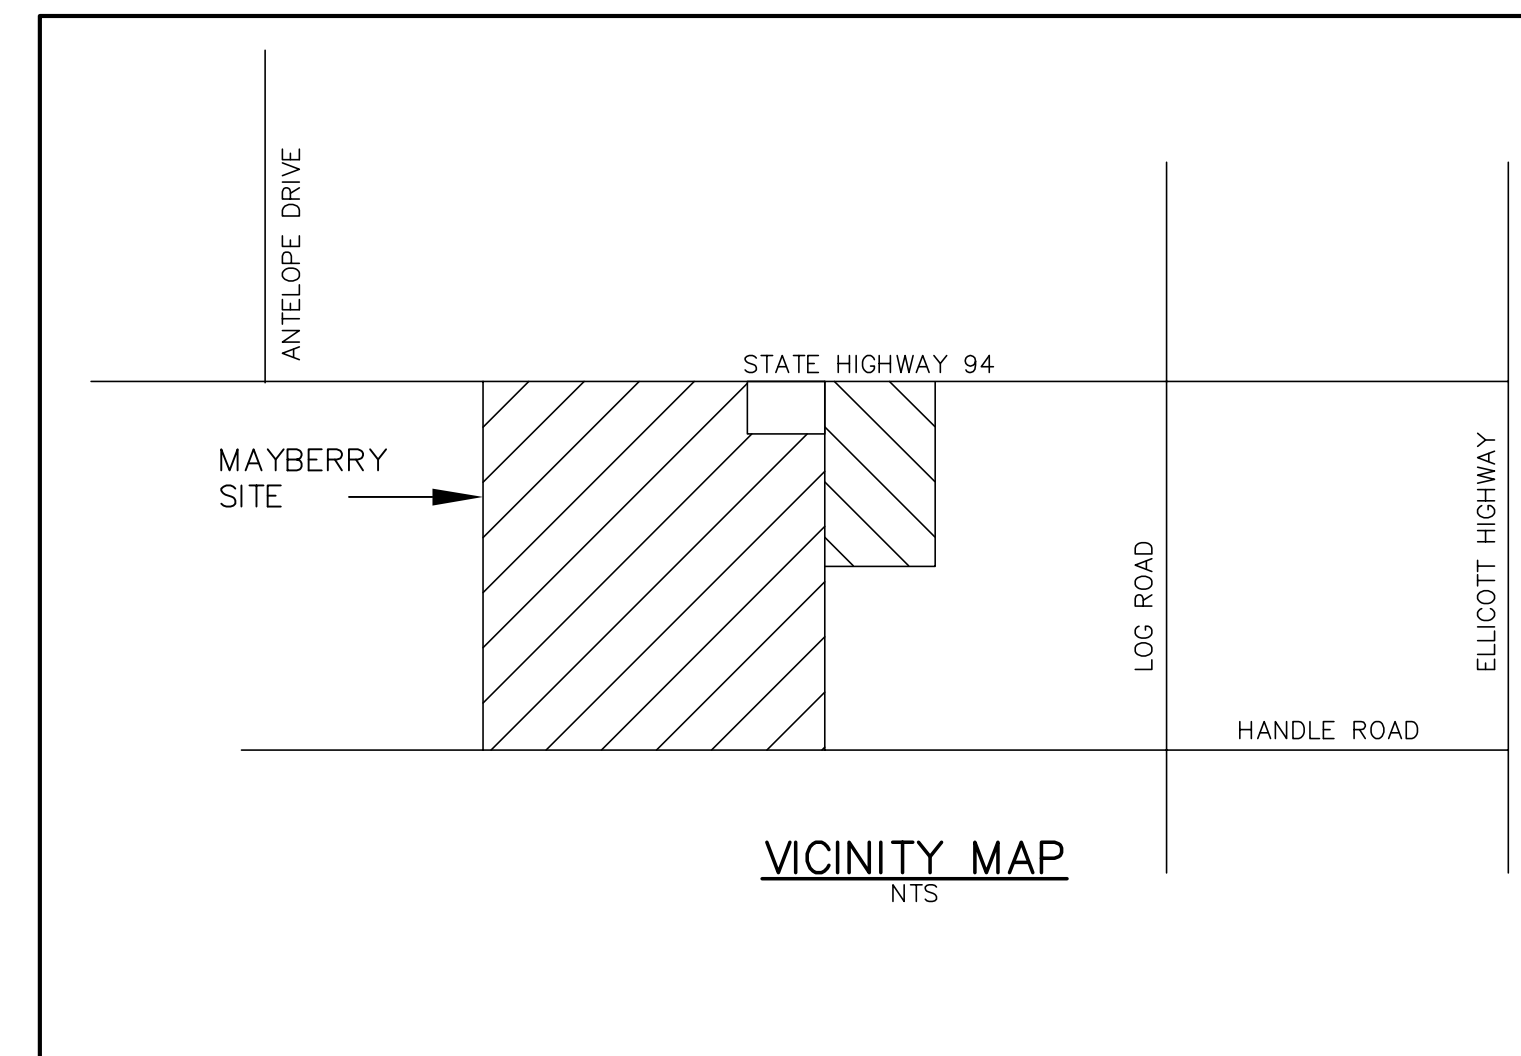 ANTELOPE DRIVE
STATE HIGHWAY 94
MAYBERRY
SITE
LOG ROAD
ELLICOTT HIGHWAY
HANDLE ROAD
VICINITY MAP
NTS